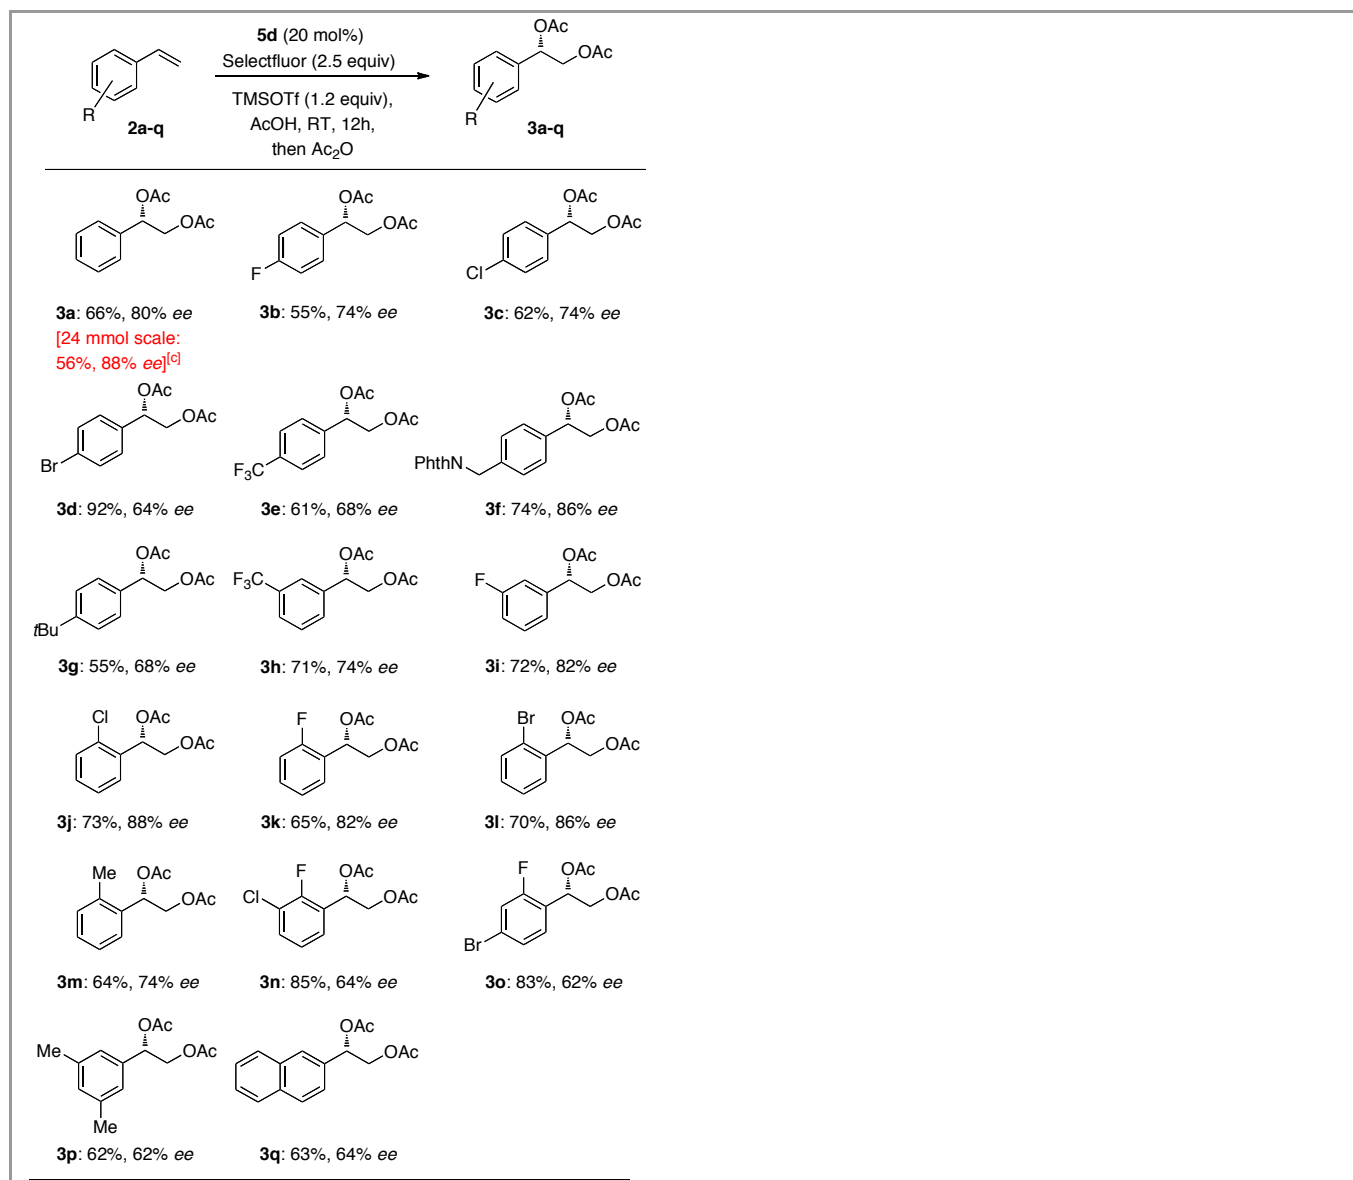 5d (20 mol%)
Selectfluor (2.5 equiv)
TMSOTf (1.2 equiv),
AcOH, RT, 12h,
then Ac₂O
R
2a-q
OAc
OAc
R
3a-q
OAc
OAc
OAc
OAc
F
OAc
OAc
Cl
3a: 66%, 80% ee
[24 mmol scale:
56%, 88% ee][c]
3b: 55%, 74% ee
3c: 62%, 74% ee
OAc
OAc
Br
OAc
OAc
F₃C
OAc
OAc
PhthN
3d: 92%, 64% ee
3e: 61%, 68% ee
3f: 74%, 86% ee
OAc
OAc
tBu
F₃C
OAc
OAc
F
OAc
OAc
3g: 55%, 68% ee
3h: 71%, 74% ee
3i: 72%, 82% ee
Cl
OAc
OAc
F
OAc
OAc
Br
OAc
OAc
3j: 73%, 88% ee
3k: 65%, 82% ee
3l: 70%, 86% ee
Me
OAc
OAc
Cl
F
OAc
OAc
F
OAc
OAc
Br
3m: 64%, 74% ee
3n: 85%, 64% ee
3o: 83%, 62% ee
Me
OAc
OAc
Me
OAc
OAc
3p: 62%, 62% ee
3q: 63%, 64% ee